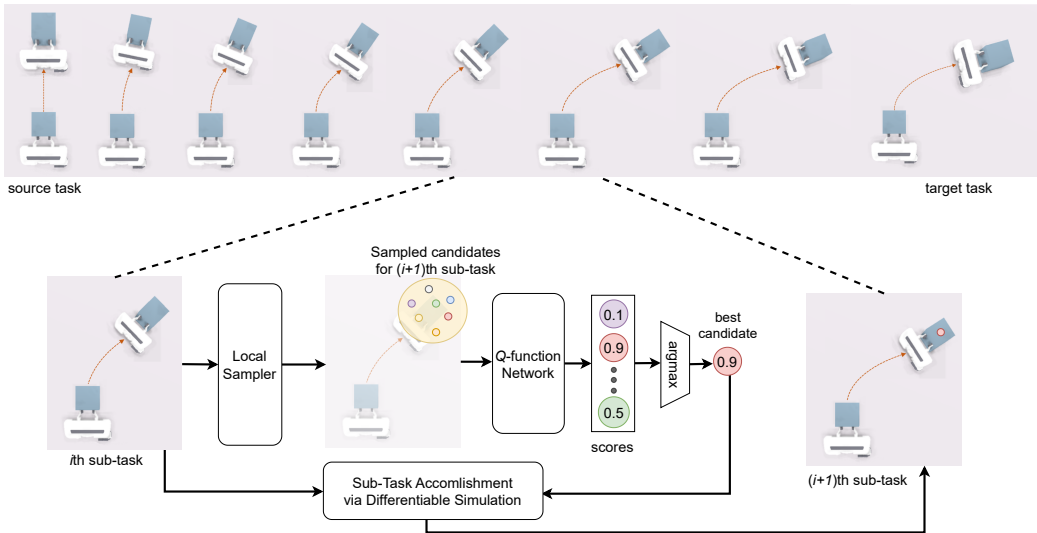 source task
target task
Sampled candidates
for (i+1)th sub-task
Local
Sampler
Q-function
Network
0.1
0.9
0.5
scores
argmax
best
candidate
0.9
ith sub-task
(i+1)th sub-task
Sub-Task Accomlishment
via Differentiable Simulation